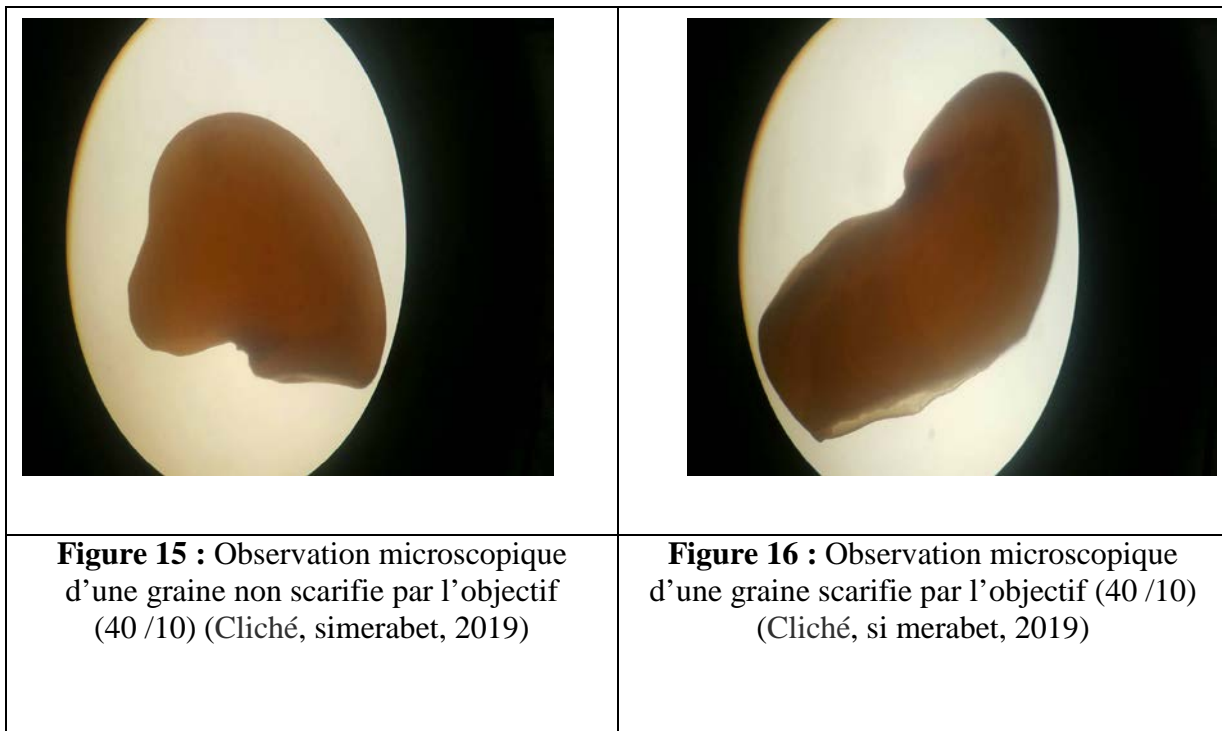 Figure 15 : Observation microscopique
d’une graine non scarifie par l’objectif
(40 /10) (Cliché, simerabet, 2019)
Figure 16 : Observation microscopique
d’une graine scarifie par l’objectif (40 /10)
(Cliché, si merabet, 2019)